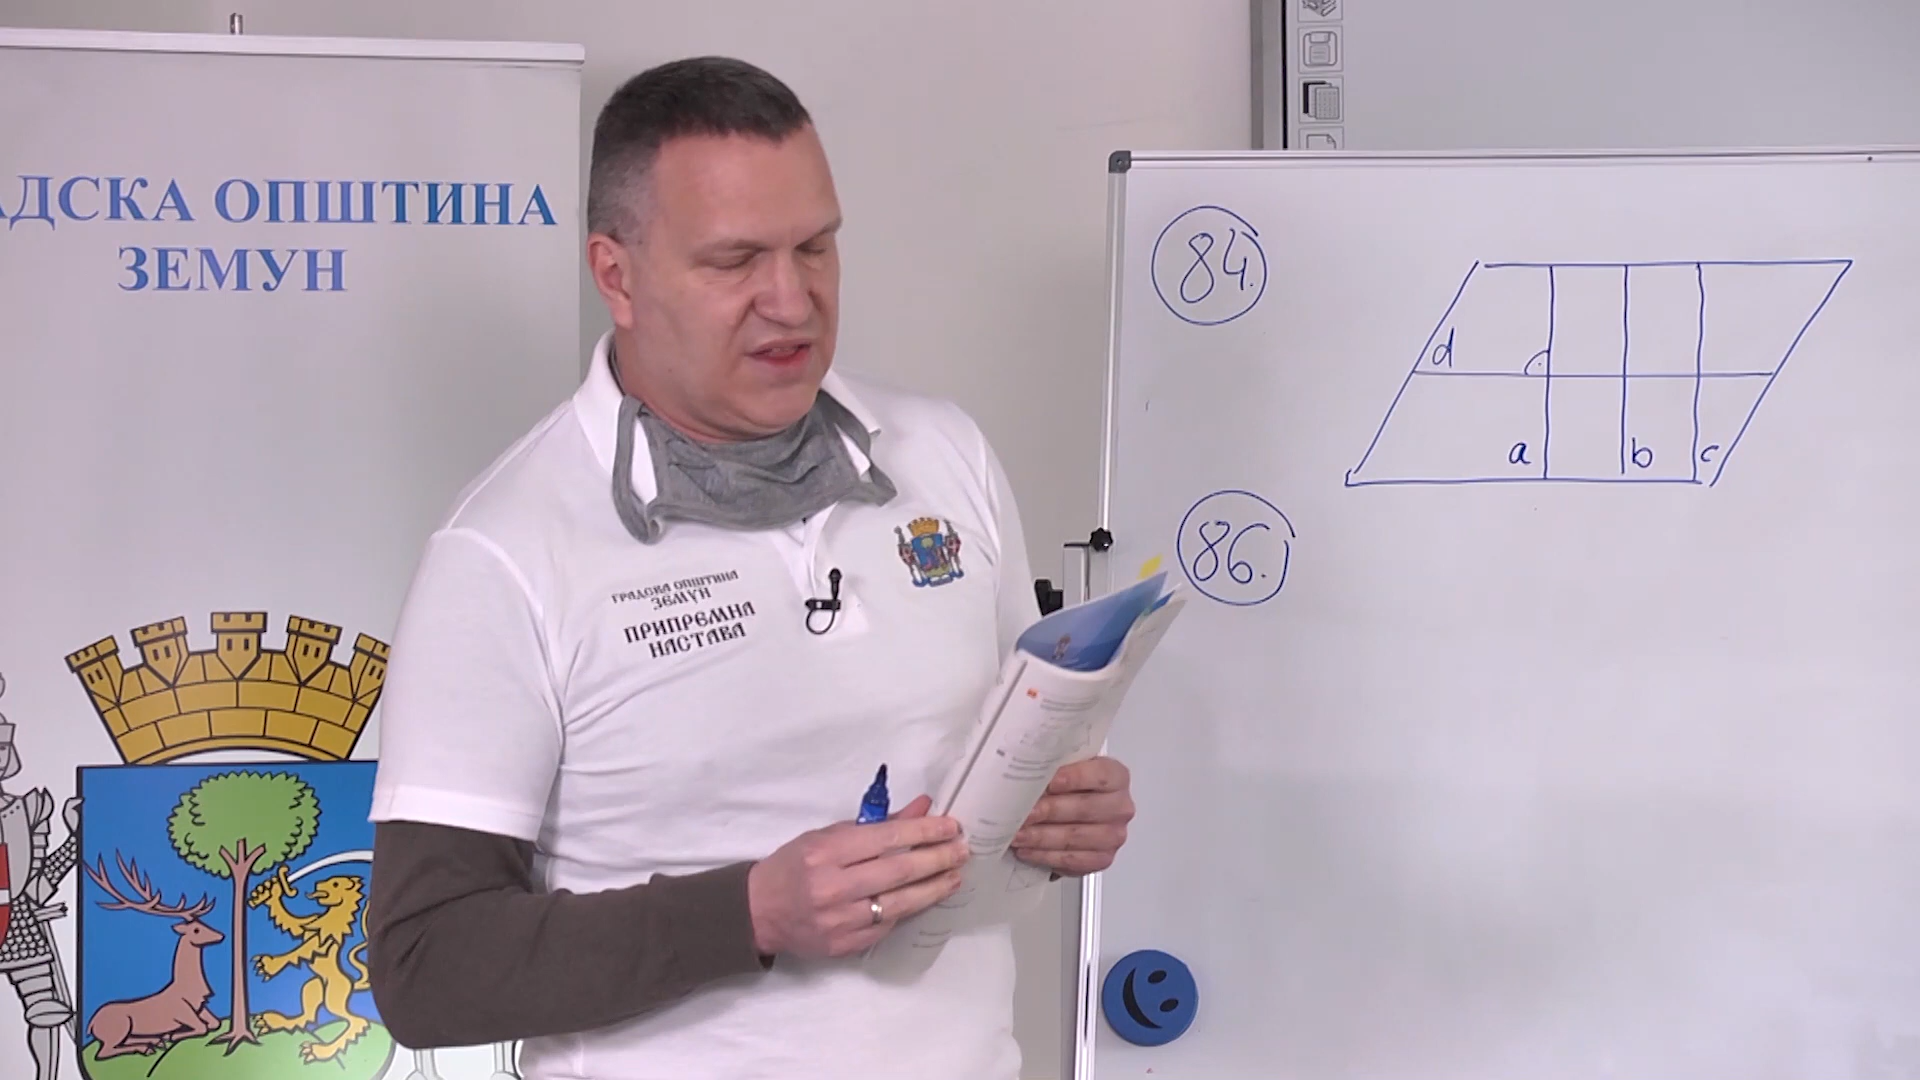 АДСКА ОПШТИНА
ЗЕМУН
ГРАДСКА ОПШТИНА
ЗЕМУН
ПРИПРЕМНА
НАСТАВА
84.
d
a
b
c
86.